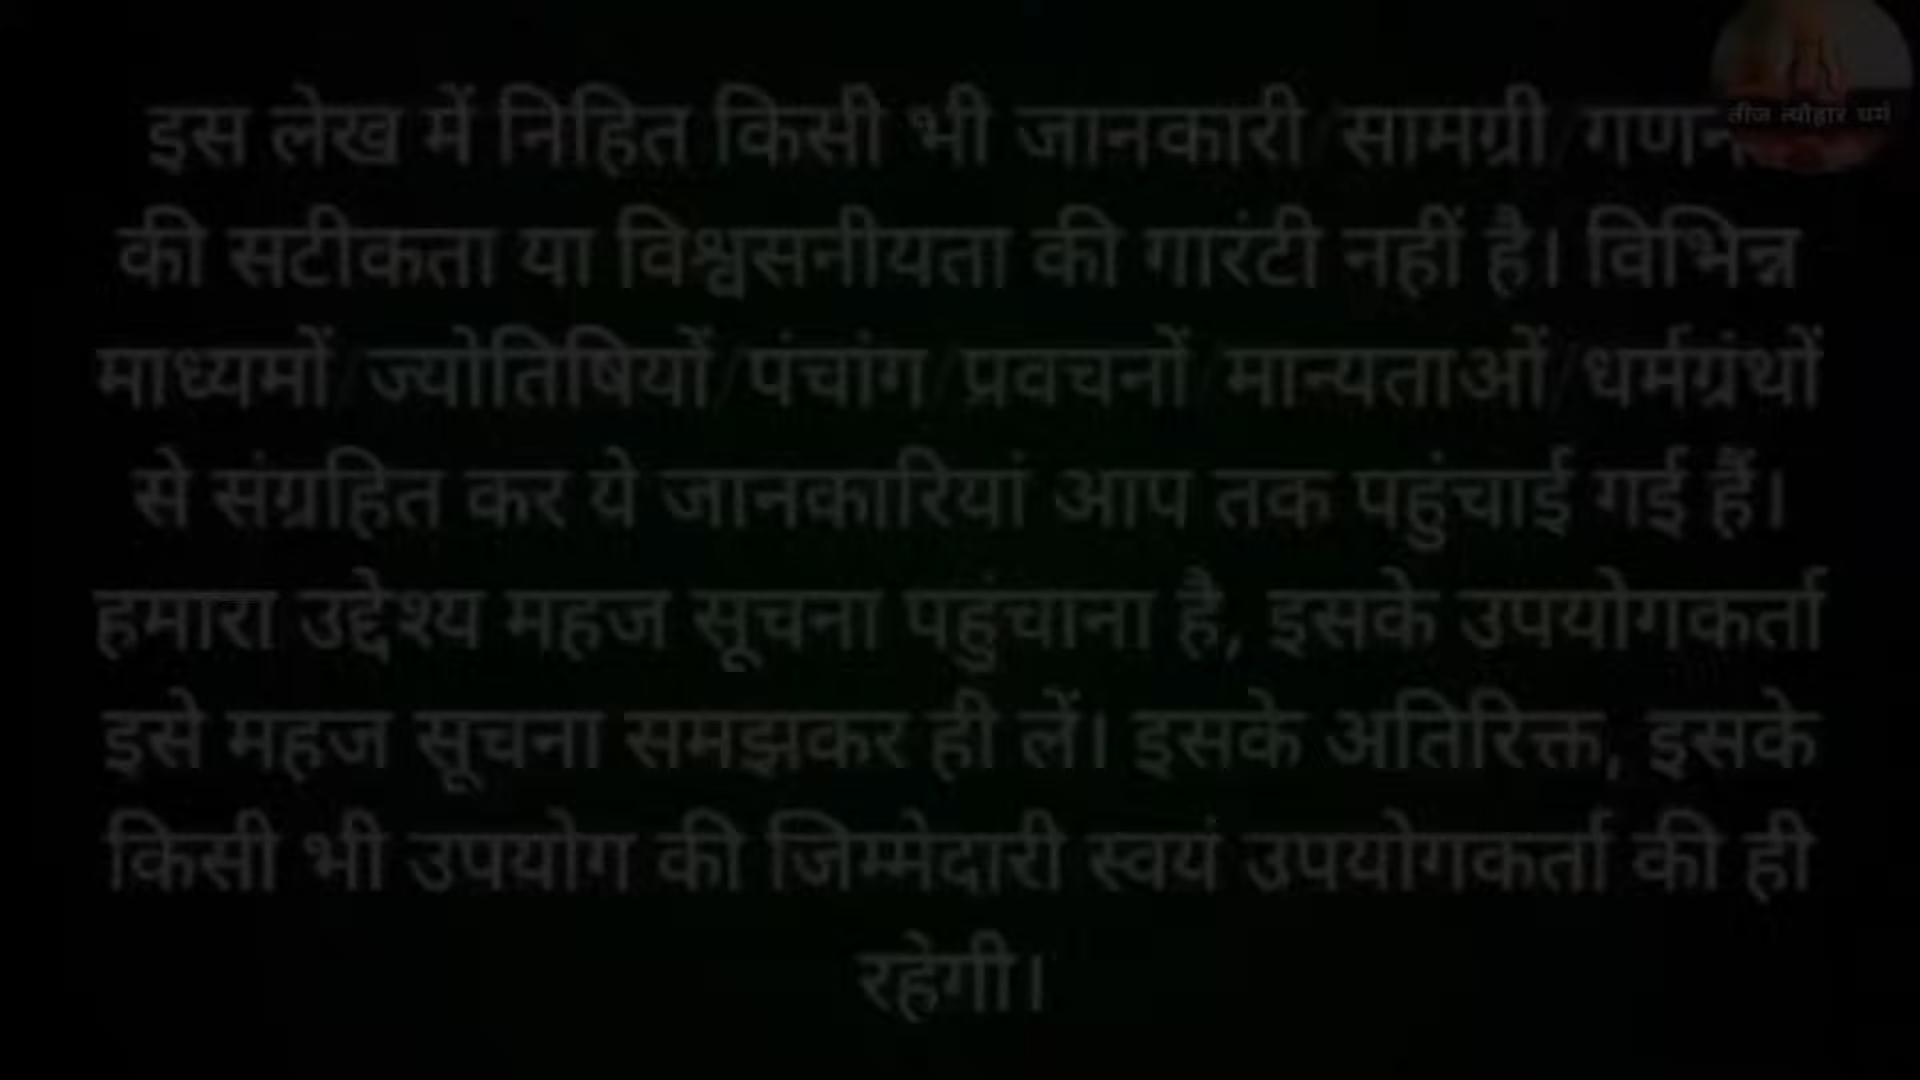 इस लेख में निहित किसी भी जानकारी/सामग्री/गणन
की सटीकता या विश्वसनीयता की गारंटी नहीं है। विभिन्न
माध्यमों/ज्योतिषियों/पंचांग/प्रवचनों/मान्यताओं/धर्मग्रंथों
से संग्रहित कर ये जानकारियां आप तक पहुंचाई गई हैं।
हमारा उद्देश्य महज सूचना पहुंचाना है, इसके उपयोगकर्ता
इसे महज सूचना समझकर ही लें। इसके अतिरिक्त, इसके
किसी भी उपयोग की जिम्मेदारी स्वयं उपयोगकर्ता की ही
रहेगी।
तीज त्यौहार धर्म